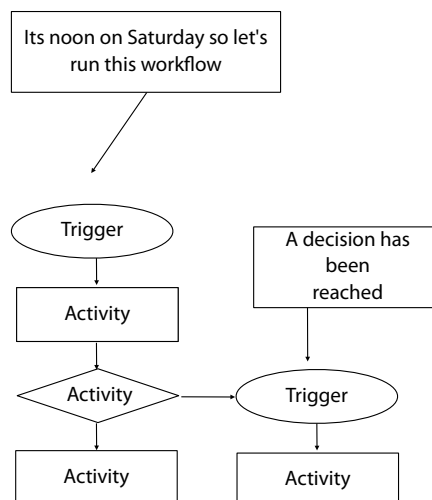 Its noon on Saturday so let's
run this workflow
Trigger
A decision has
been
reached
Activity
Activity
Trigger
Activity
Activity